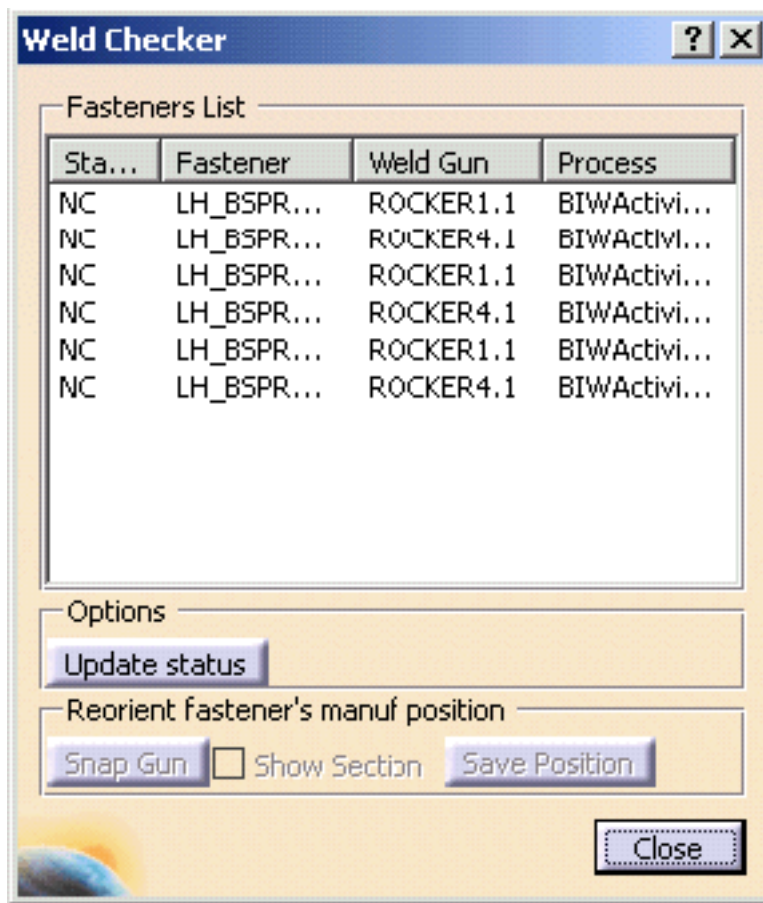 Weld Checker ? X
Fasteners List
Sta... Fastener Weld Gun Process
NC LH_BSPR... ROCKER1.1 BIWActivi...
NC LH_BSPR... ROCKER4.1 BIWActivi...
NC LH_BSPR... ROCKER1.1 BIWActivi...
NC LH_BSPR... ROCKER4.1 BIWActivi...
NC LH_BSPR... ROCKER1.1 BIWActivi...
NC LH_BSPR... ROCKER4.1 BIWActivi...
Options
Update status
Reorient fastener's manuf position
Snap Gun Show Section Save Position
Close